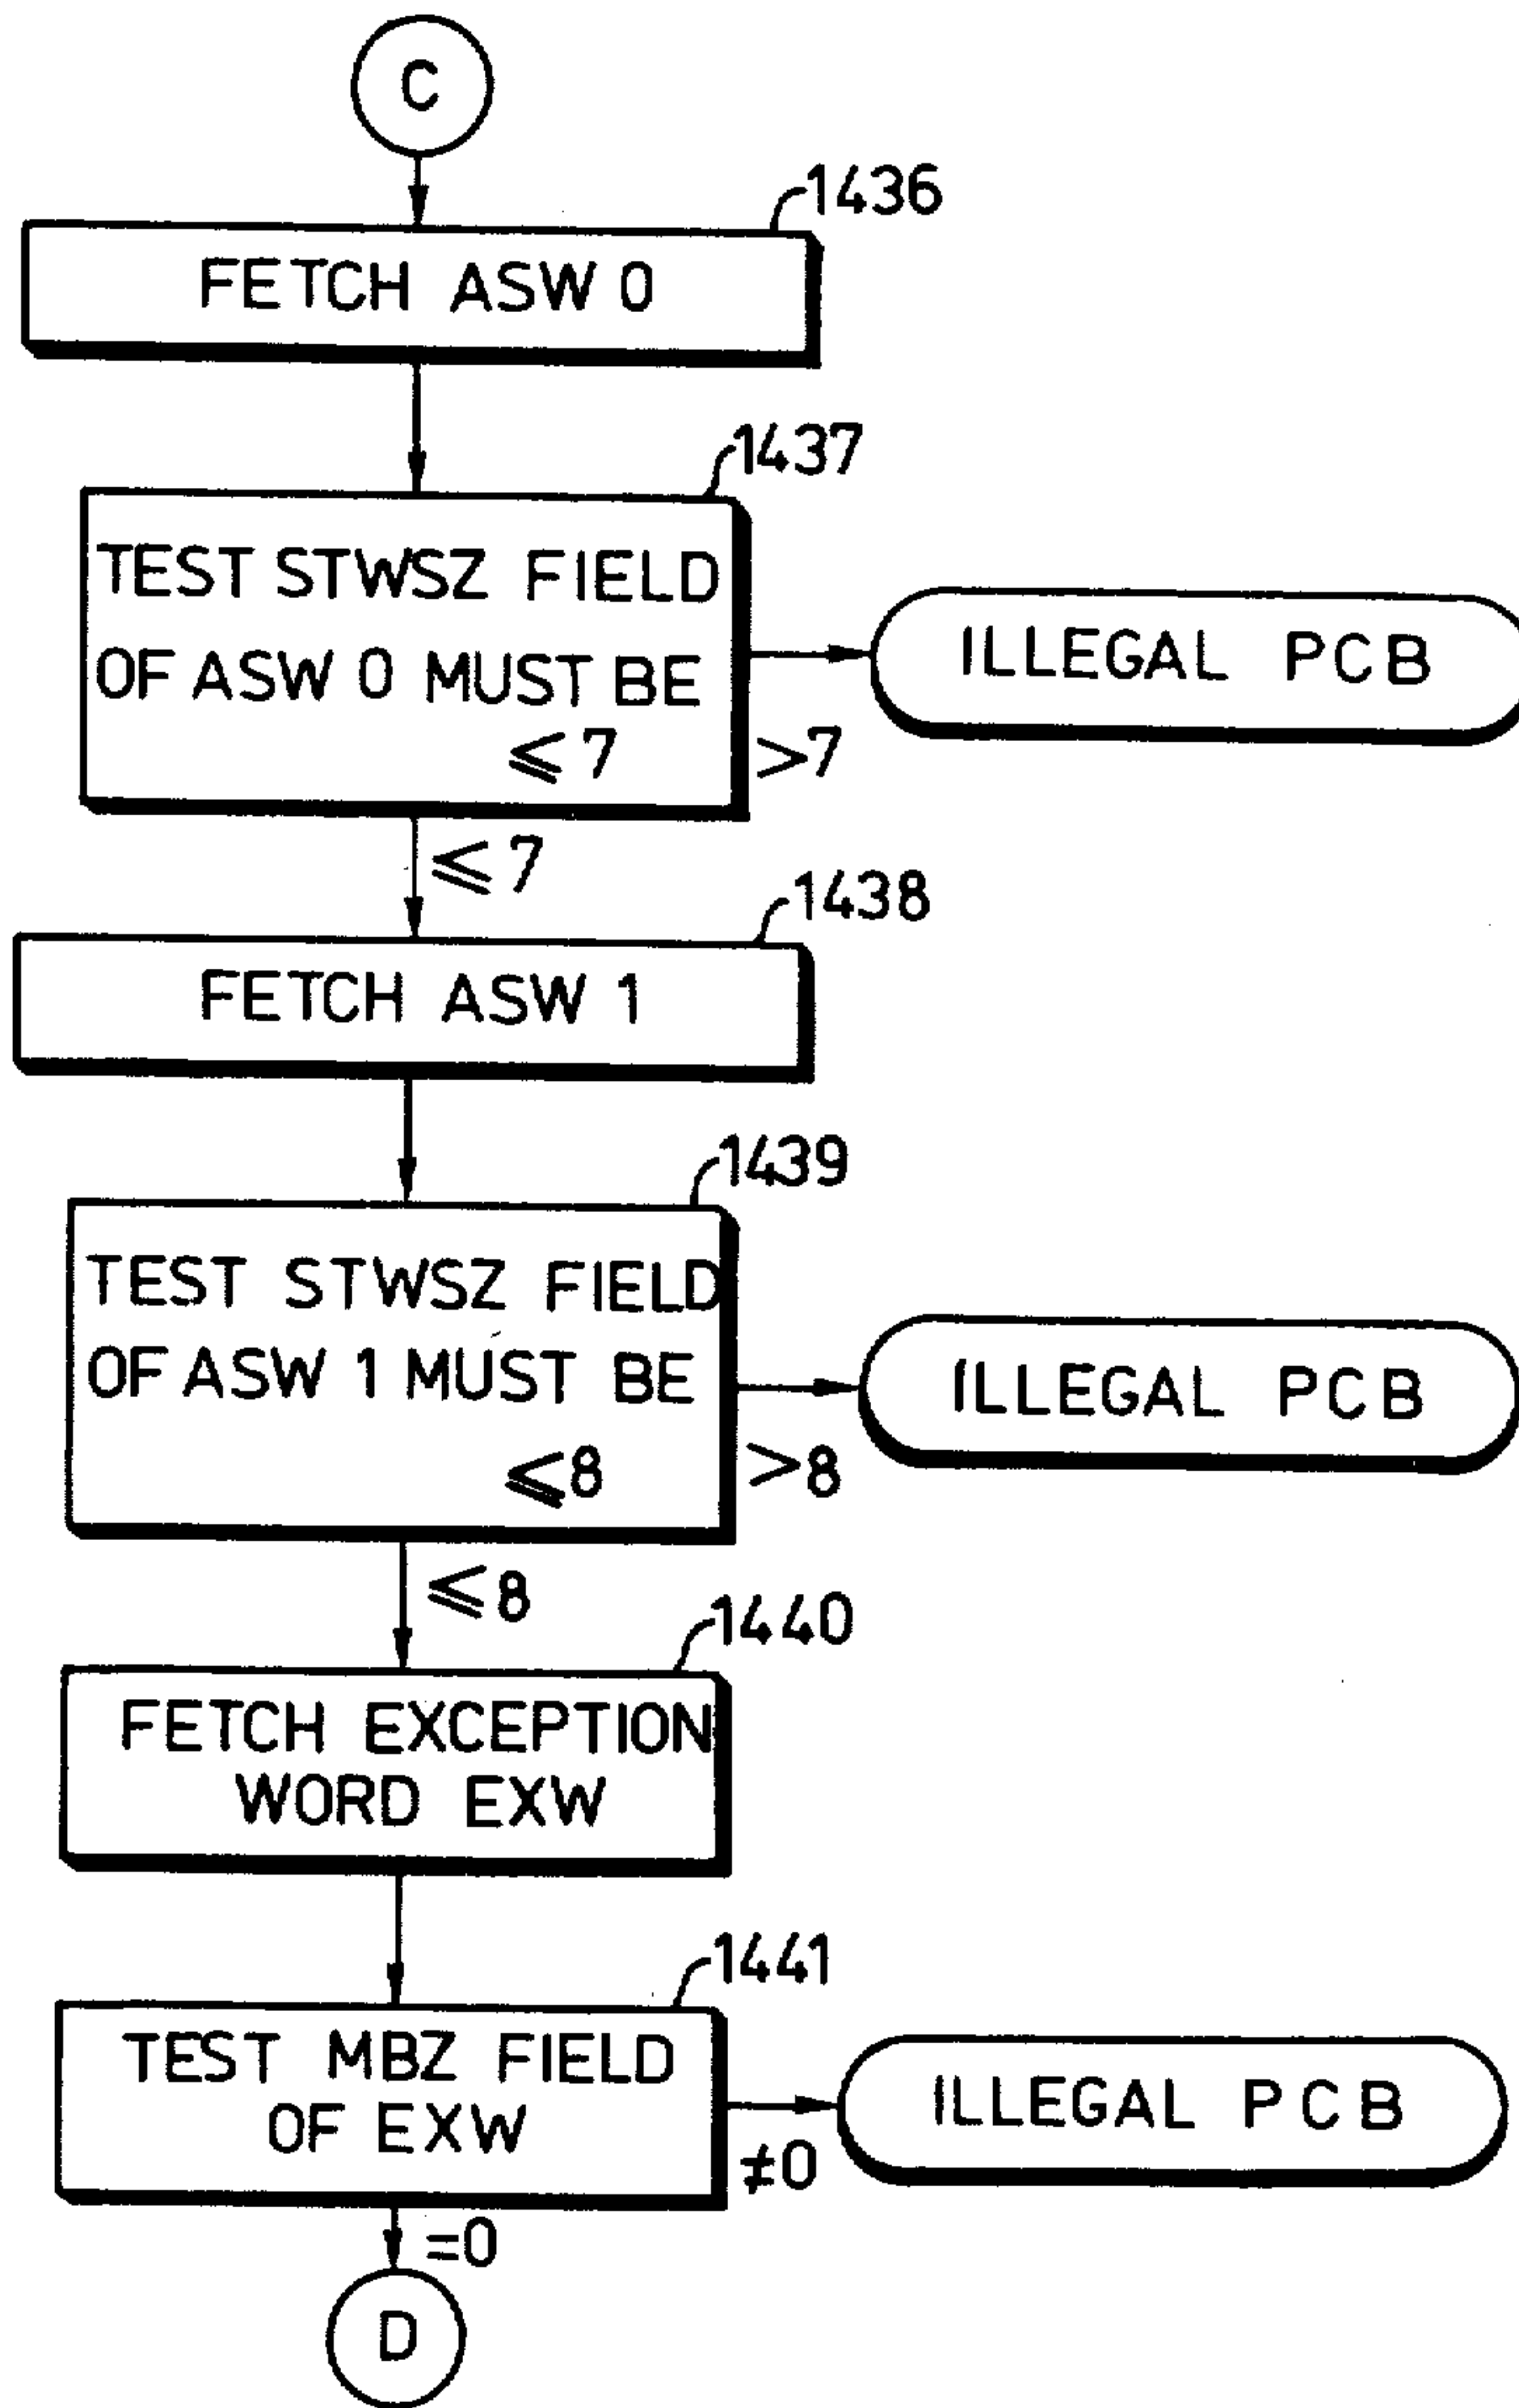 C
1436
FETCH ASW 0
1437
TEST STWSZ FIELD
OF ASW 0 MUST BE
≤ 7
>7
ILLEGAL PCB
≤ 7
1438
FETCH ASW 1
1439
TEST STWSZ FIELD
OF ASW 1 MUST BE
≤8
>8
ILLEGAL PCB
≤8
1440
FETCH EXCEPTION
WORD EXW
1441
TEST MBZ FIELD
OF EXW
≠0
ILLEGAL PCB
=0
D